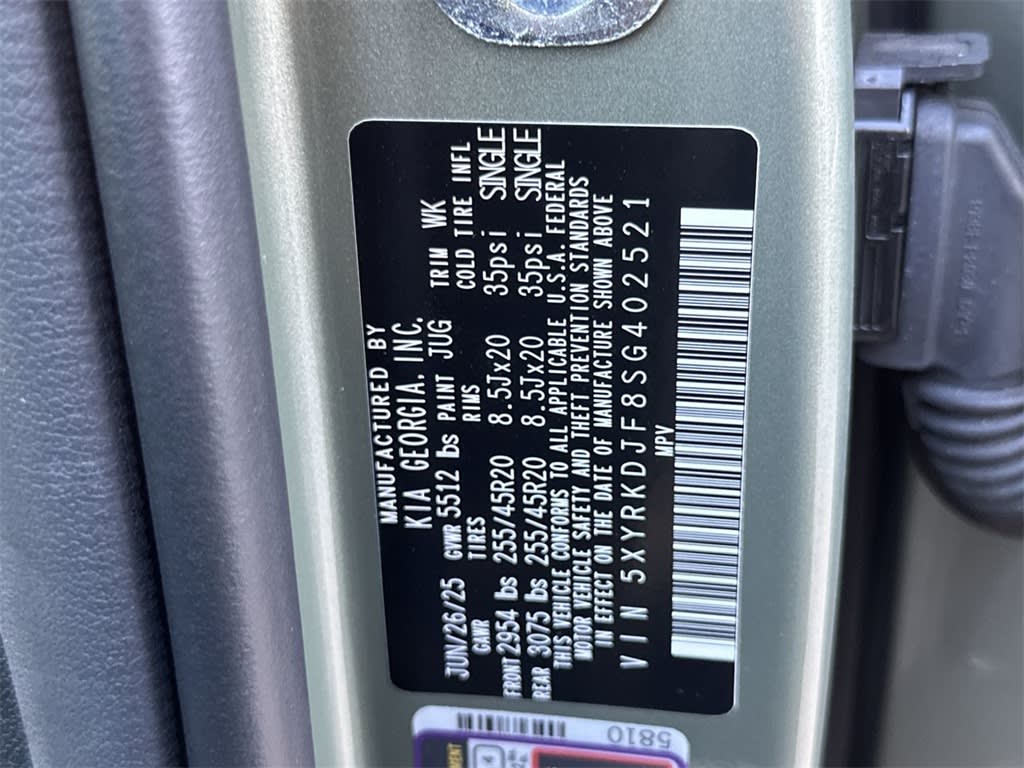 MANUFACTURED BY
KIA GEORGIA, INC.
JUN/26/25 GVWR 5512 lbs PAINT JUG TRIM WK
GAWR TIRES RIMS COLD TIRE INFL
FRONT 2954 lbs 255/45R20 8.5Jx20 35psi SINGLE
REAR 3075 lbs 255/45R20 8.5Jx20 35psi SINGLE
THIS VEHICLE CONFORMS TO ALL APPLICABLE U.S.A. FEDERAL
MOTOR VEHICLE SAFETY AND THEFT PREVENTION STANDARDS
IN EFFECT ON THE DATE OF MANUFACTURE SHOWN ABOVE
VIN 5XYRKDJF8SG402521
MPV
5810